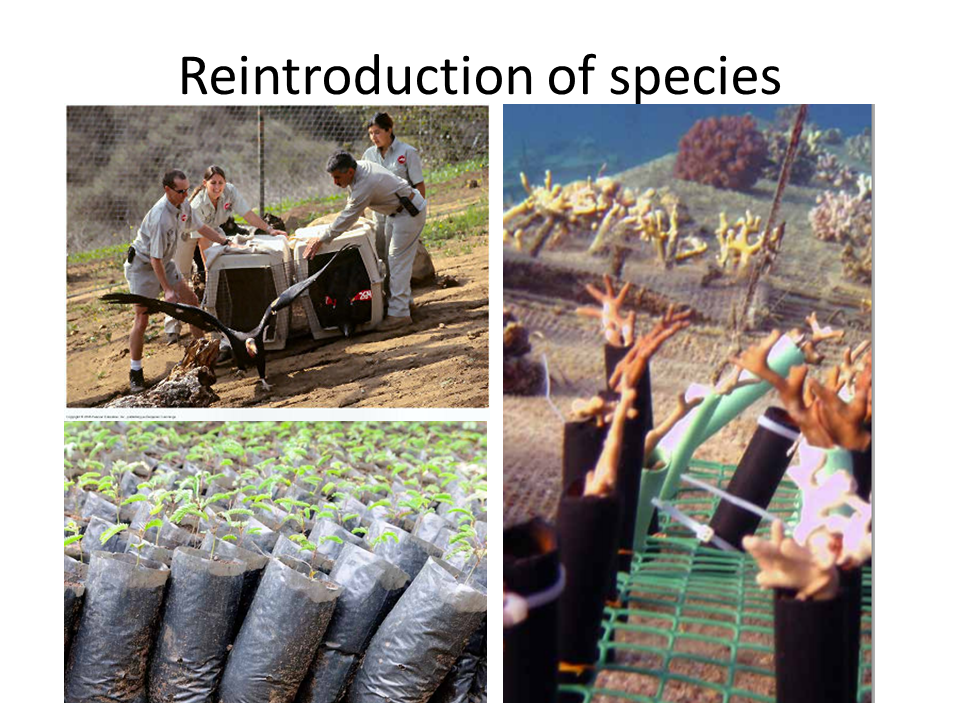 Reintroduction of species